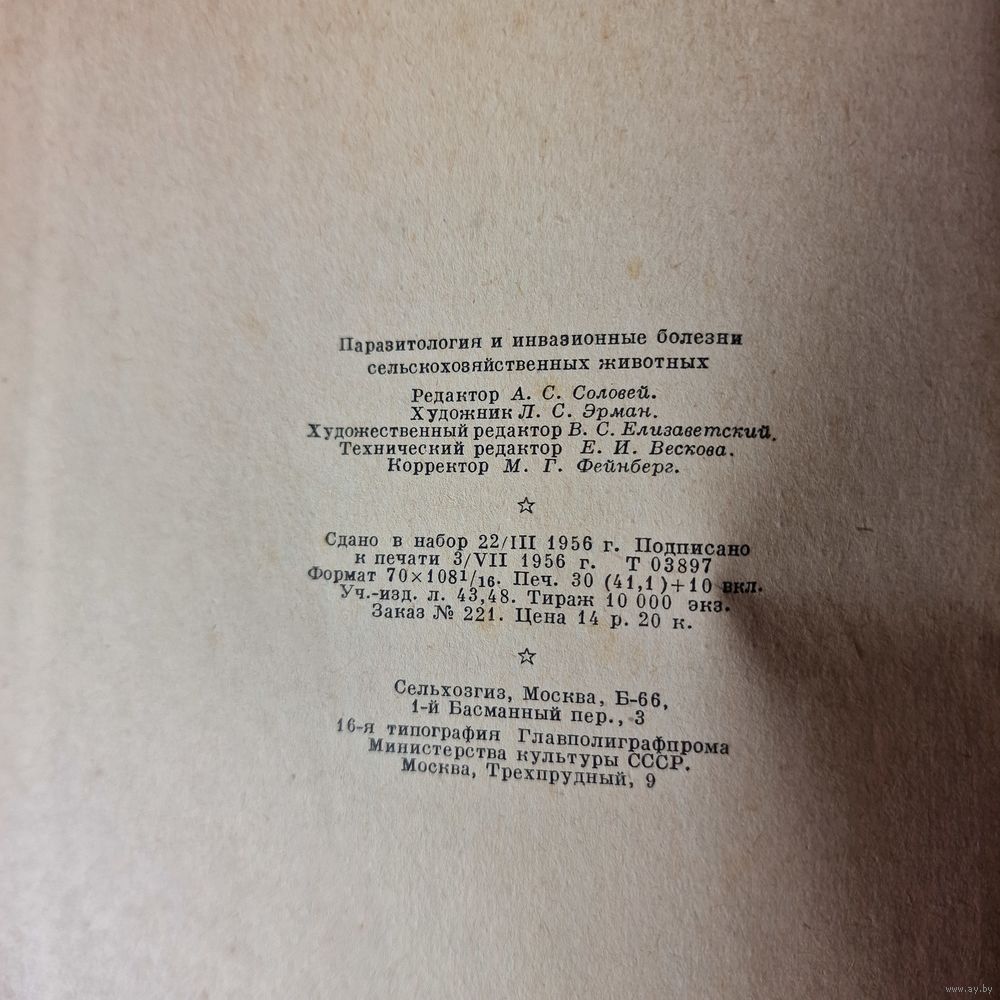 Паразитология и инвазионные болезни
сельскохозяйственных животных
Редактор А. С. Соловей.
Художник Л. С. Эрман.
Художественный редактор В. С. Елизаветский.
Технический редактор Е. И. Вескова.
Корректор М. Г. Фейнберг.
☆
Сдано в набор 22/III 1956 г. Подписано
к печати 3/VII 1956 г. Т 03897
Формат 70×108¹/₁₆. Печ. 30 (41,1)+10 вкл.
Уч.-изд. л. 43,48. Тираж 10 000 экз.
Заказ № 221. Цена 14 р. 20 к.
☆
Сельхозгиз, Москва, Б-66,
1-й Басманный пер., 3
16-я типография Главполиграфпрома
Министерства культуры СССР.
Москва, Трехпрудный, 9
www.ay.by